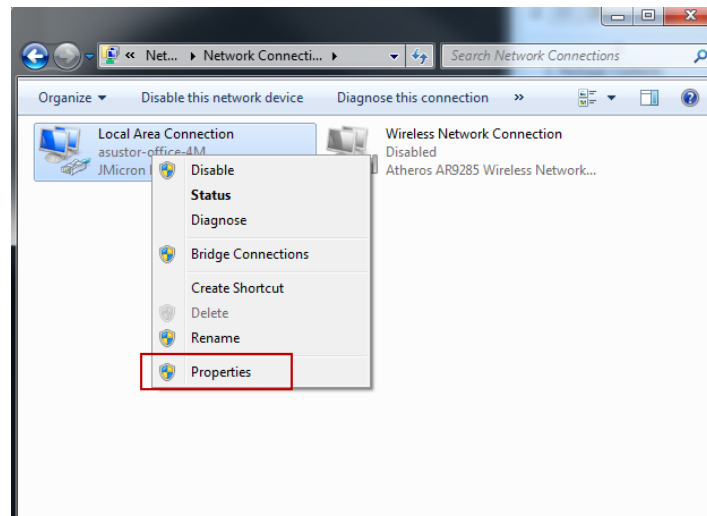 « Net... Network Connecti...
Search Network Connections
Organize Disable this network device Diagnose this connection »
Local Area Connection
asustor-office-4M
JMicron
Wireless Network Connection
Disabled
Atheros AR9285 Wireless Network...
Disable
Status
Diagnose
Bridge Connections
Create Shortcut
Delete
Rename
Properties